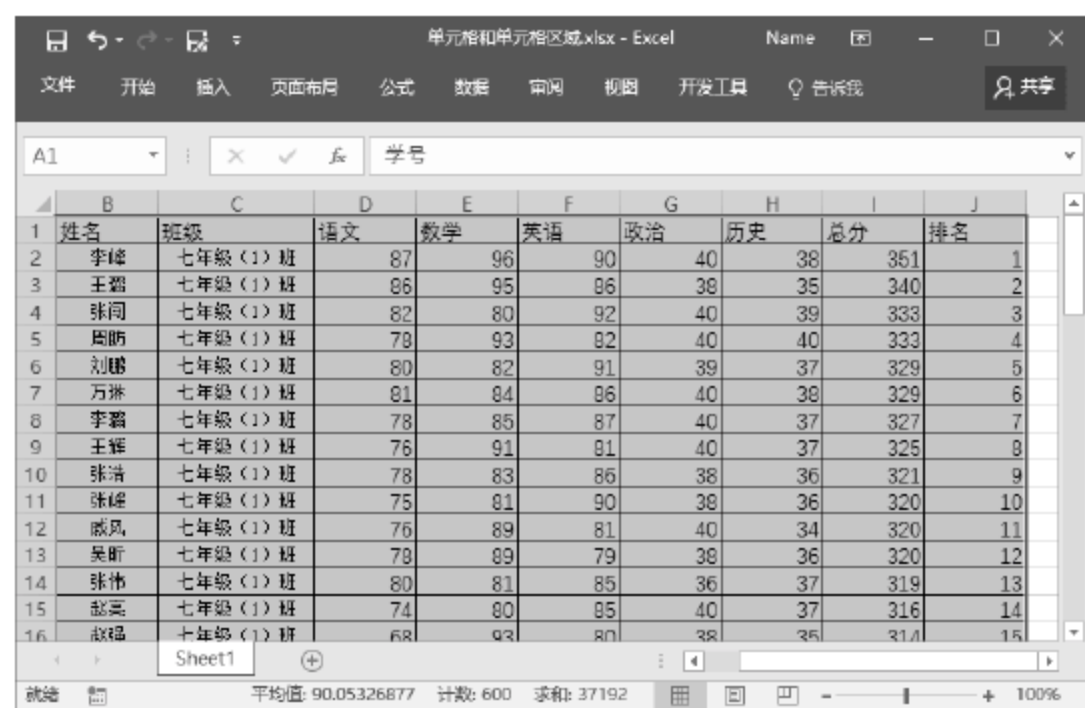 单元格和单元格区域.xlsx - Excel Name
文件 开始 插入 页面布局 公式 数据 审阅 视图 开发工具 告诉我 共享
A1 fx 学号
B C D E F G H I J
1 姓名 班级 语文 数学 英语 政治 历史 总分 排名
2 李峰 七年级（1）班 87 96 90 40 38 351 1
3 王 七年级（1）班 86 95 86 38 35 340 2
4 张闯 七年级（1）班 82 80 92 40 39 333 3
5 周 七年级（1）班 78 93 82 40 40 333 4
6 刘鹏 七年级（1）班 80 82 91 39 37 329 5
7 万琳 七年级（1）班 81 84 86 40 38 329 6
8 李璐 七年级（1）班 78 85 87 40 37 327 7
9 王辉 七年级（1）班 76 91 81 40 37 325 8
10 张浩 七年级（1）班 78 83 86 38 36 321 9
11 张峰 七年级（1）班 75 81 90 38 36 320 10
12 戚风 七年级（1）班 76 89 81 40 34 320 11
13 吴昕 七年级（1）班 78 89 79 38 36 320 12
14 张伟 七年级（1）班 80 81 85 36 37 319 13
15 赵亮 七年级（1）班 74 80 85 40 37 316 14
16 赵强 七年级（1）班 68 93 80 38 35 314 15
Sheet1
就绪 平均值: 90.05326877 计数: 600 求和: 37192 100%